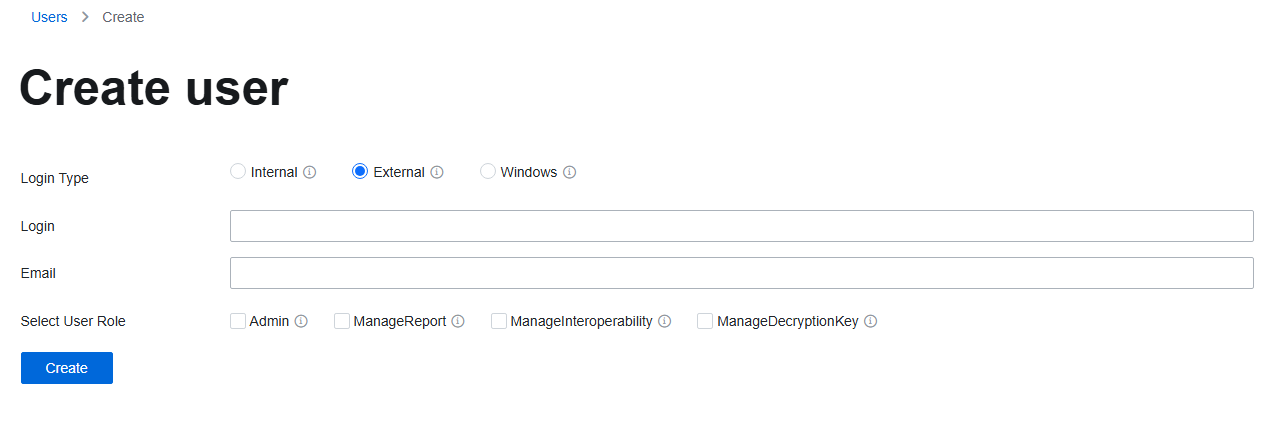 Users > Create
Create user
Login Type Internal External Windows
Login
Email
Select User Role Admin ManageReport ManageInteroperability ManageDecryptionKey
Create